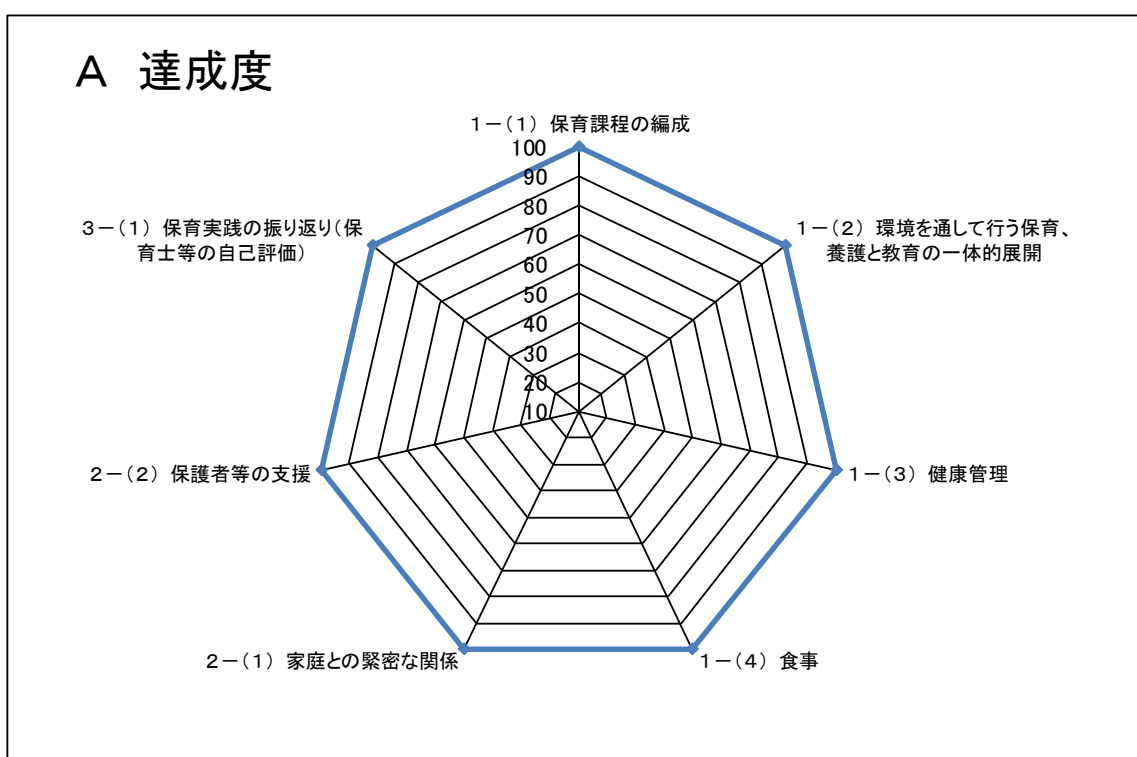 A 達成度
1-(1) 保育課程の編成
100
90
80
70
60
50
40
30
20
10
1-(2) 環境を通して行う保育、
養護と教育の一体的展開
1-(3) 健康管理
1-(4) 食事
2-(1) 家庭との緊密な関係
2-(2) 保護者等の支援
3-(1) 保育実践の振り返り(保
育士等の自己評価)